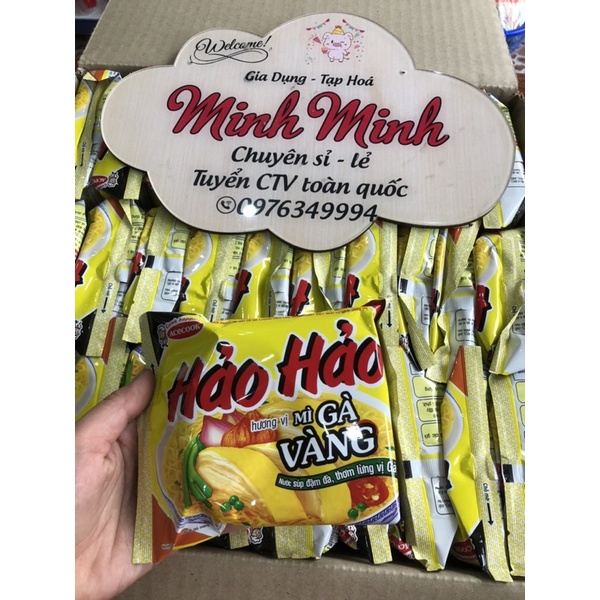 Welcome!
Gia Dụng - Tạp Hoá
Minh Minh
Chuyên sỉ - lẻ
Tuyển CTV toàn quốc
0976349994
ACECOOK
Hảo Hảo
hương vị MÌ GÀ
VÀNG
Nước súp đậm đà, thơm lừng vị Gà